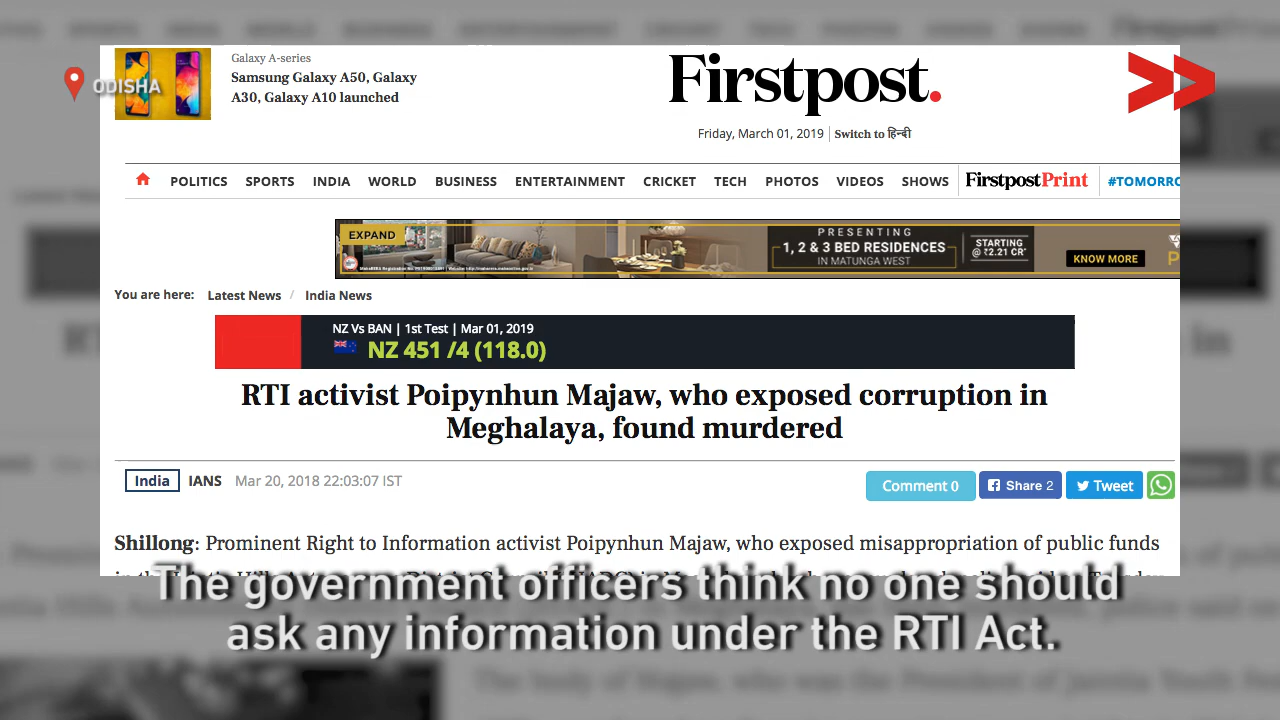 ODISHA
Galaxy A-series
Samsung Galaxy A50, Galaxy
A30, Galaxy A10 launched
Firstpost.
Friday, March 01, 2019 | Switch to हिन्दी
POLITICS SPORTS INDIA WORLD BUSINESS ENTERTAINMENT CRICKET TECH PHOTOS VIDEOS SHOWS FirstpostPrint #TOMORRO
EXPAND
PRESENTING
1, 2 & 3 BED RESIDENCES
IN MATUNGA WEST
STARTING
@ ₹2.21 CR*
KNOW MORE
You are here: Latest News / India News
NZ Vs BAN | 1st Test | Mar 01, 2019
NZ 451 /4 (118.0)
RTI activist Poipynhun Majaw, who exposed corruption in
Meghalaya, found murdered
India IANS Mar 20, 2018 22:03:07 IST
Comment 0 Share 2 Tweet
Shillong: Prominent Right to Information activist Poipynhun Majaw, who exposed misappropriation of public funds
The government officers think no one should
ask any information under the RTI Act.